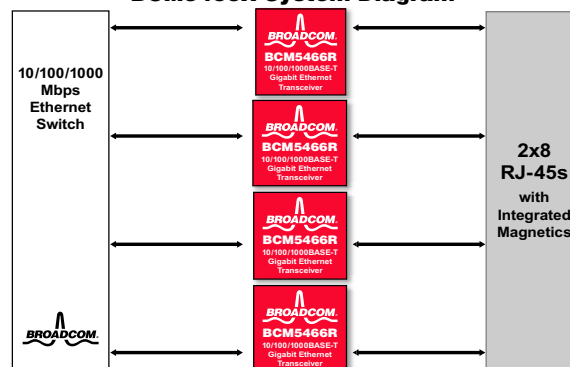 10/100/1000
Mbps
Ethernet
Switch
BROADCOM.
BROADCOM.
BCM5466R
10/100/1000BASE-T
Gigabit Ethernet
Transceiver
BROADCOM.
BCM5466R
10/100/1000BASE-T
Gigabit Ethernet
Transceiver
BROADCOM.
BCM5466R
10/100/1000BASE-T
Gigabit Ethernet
Transceiver
BROADCOM.
BCM5466R
10/100/1000BASE-T
Gigabit Ethernet
Transceiver
2x8
RJ-45s
with
Integrated
Magnetics